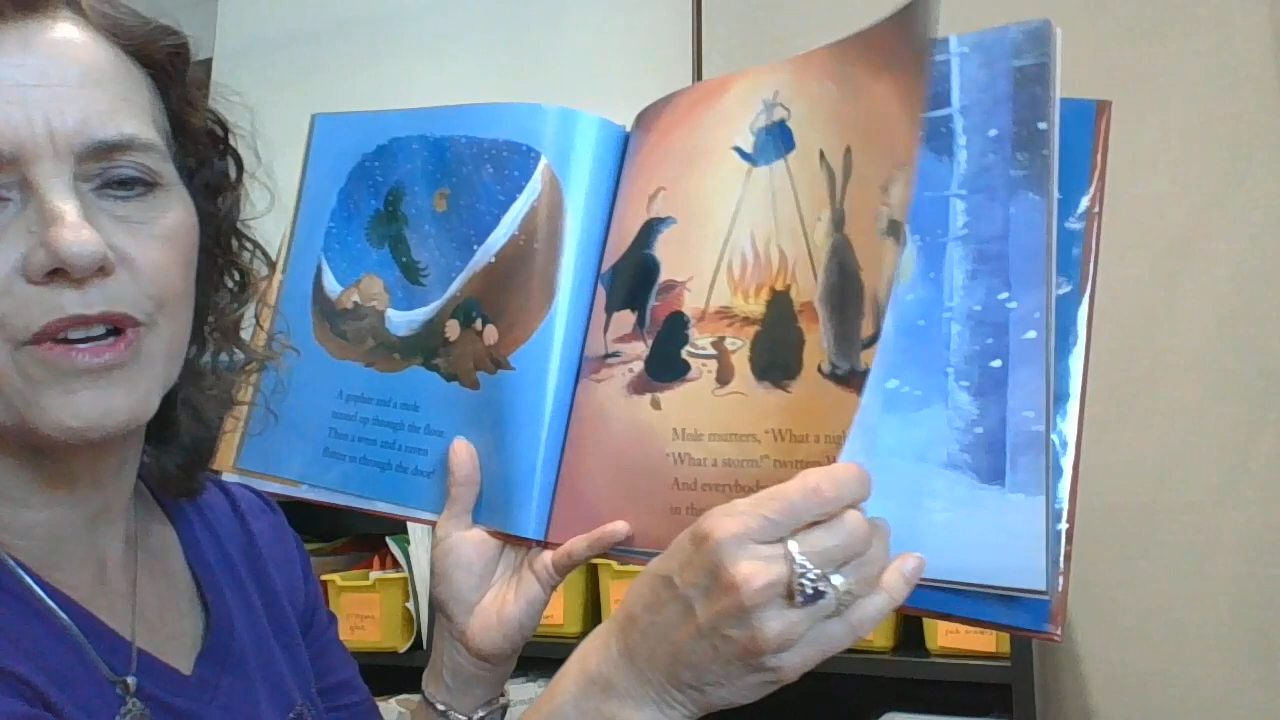 A gopher and a mole
tunnel up through the floor.
Then a wren and a raven
flutter in through the door!
Mole mutters, "What a nigh
"What a storm!" twitters W
And everybody
in the